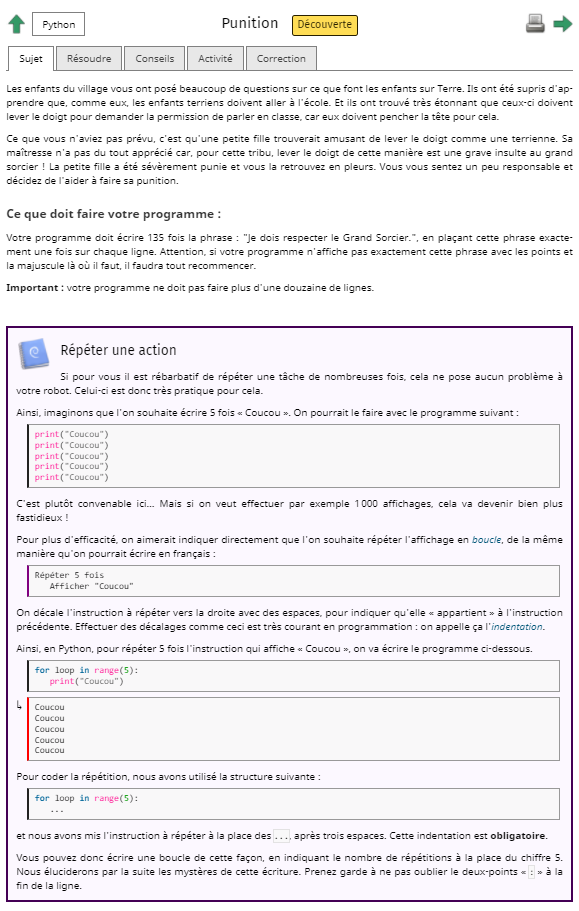 Python
Punition
Découverte
Sujet
Résoudre
Conseils
Activité
Correction
Les enfants du village vous ont posé beaucoup de questions sur ce que font les enfants sur Terre. Ils ont été supris d'ap-
prendre que, comme eux, les enfants terriens doivent aller à l'école. Et ils ont trouvé très étonnant que ceux-ci doivent
lever le doigt pour demander la permission de parler en classe, car eux doivent pencher la tête pour cela.
Ce que vous n'aviez pas prévu, c'est qu'une petite fille trouverait amusant de lever le doigt comme une terrienne. Sa
maîtresse n'a pas du tout apprécié car, pour cette tribu, lever le doigt de cette manière est une grave insulte au grand
sorcier ! La petite fille a été sévèrement punie et vous la retrouvez en pleurs. Vous vous sentez un peu responsable et
décidez de l'aider à faire sa punition.
Ce que doit faire votre programme :
Votre programme doit écrire 135 fois la phrase : "Je dois respecter le Grand Sorcier.", en plaçant cette phrase exacte-
ment une fois sur chaque ligne. Attention, si votre programme n'affiche pas exactement cette phrase avec les points et
la majuscule là où il faut, il faudra tout recommencer.
Important : votre programme ne doit pas faire plus d'une douzaine de lignes.
Répéter une action
Si pour vous il est rébarbatif de répéter une tâche de nombreuses fois, cela ne pose aucun problème à
votre robot. Celui-ci est donc très pratique pour cela.
Ainsi, imaginons que l'on souhaite écrire 5 fois « Coucou ». On pourrait le faire avec le programme suivant :
print("Coucou")
print("Coucou")
print("Coucou")
print("Coucou")
print("Coucou")
C'est plutôt convenable ici... Mais si on veut effectuer par exemple 1000 affichages, cela va devenir bien plus
fastidieux !
Pour plus d'efficacité, on aimerait indiquer directement que l'on souhaite répéter l'affichage en boucle, de la même
manière qu'on pourrait écrire en français :
Répéter 5 fois
   Afficher "Coucou"
On décale l'instruction à répéter vers la droite avec des espaces, pour indiquer qu'elle « appartient » à l'instruction
précédente. Effectuer des décalages comme ceci est très courant en programmation : on appelle ça l'indentation.
Ainsi, en Python, pour répéter 5 fois l'instruction qui affiche « Coucou », on va écrire le programme ci-dessous.
for loop in range(5):
   print("Coucou")
↳
Coucou
Coucou
Coucou
Coucou
Coucou
Pour coder la répétition, nous avons utilisé la structure suivante :
for loop in range(5):
   ...
et nous avons mis l'instruction à répéter à la place des ... après trois espaces. Cette indentation est obligatoire.
Vous pouvez donc écrire une boucle de cette façon, en indiquant le nombre de répétitions à la place du chiffre 5.
Nous éluciderons par la suite les mystères de cette écriture. Prenez garde à ne pas oublier le deux-points « : » à la
fin de la ligne.